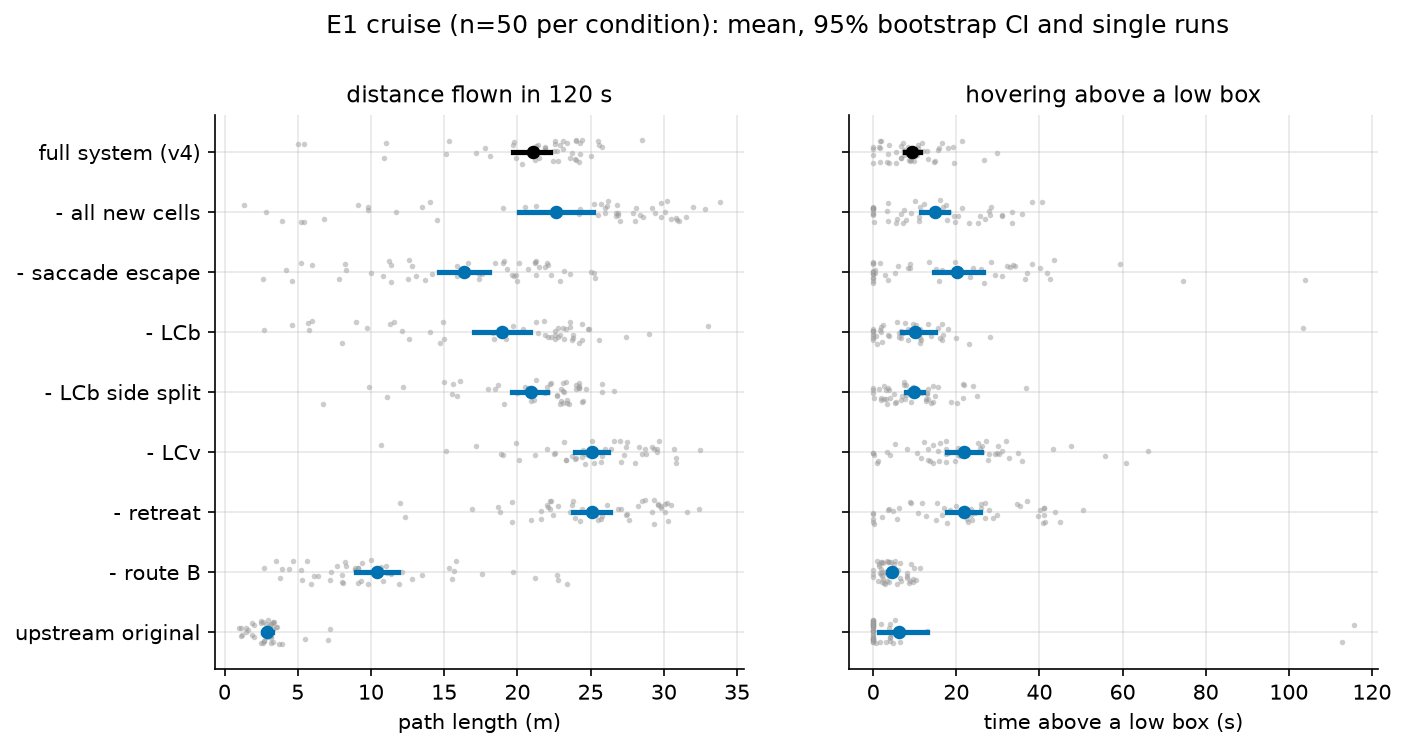 E1 cruise (n=50 per condition): mean, 95% bootstrap CI and single runs
distance flown in 120 s
hovering above a low box
full system (v4)
- all new cells
- saccade escape
- LCb
- LCb side split
- LCv
- retreat
- route B
upstream original
0 5 10 15 20 25 30 35
0 20 40 60 80 100 120
path length (m)
time above a low box (s)